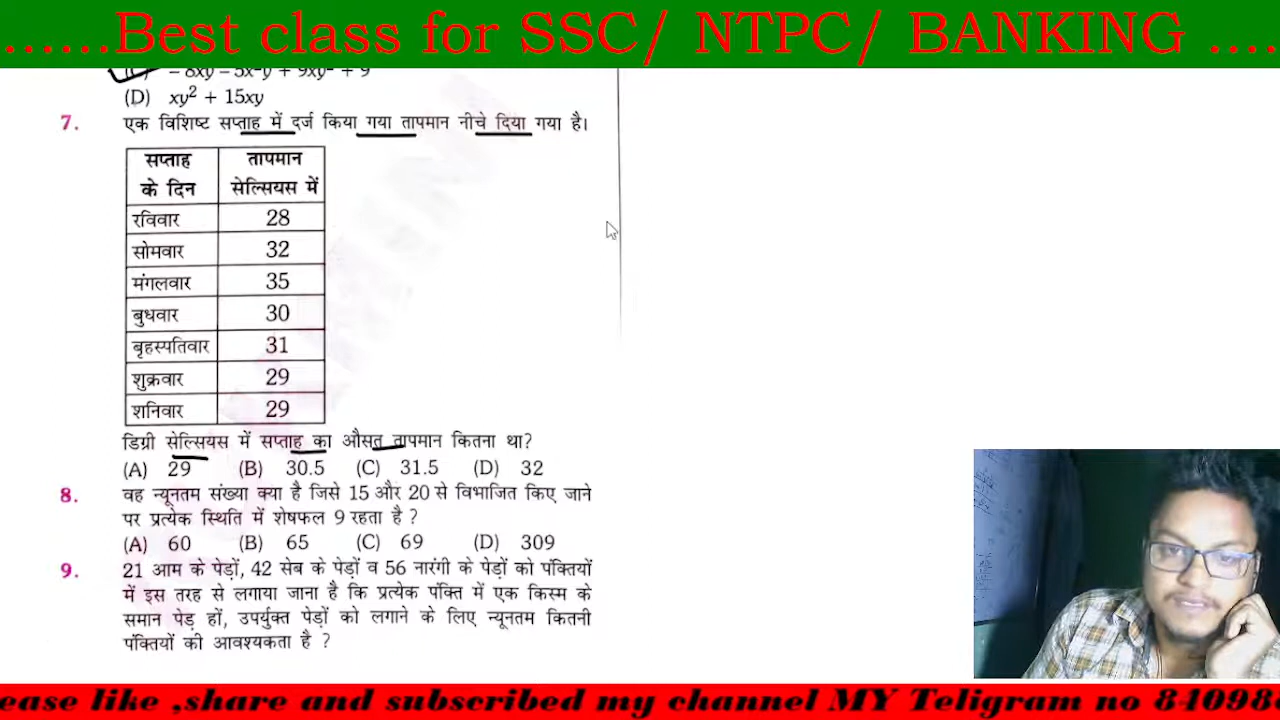 ......Best class for SSC/ NTPC/ BANKING ....
(D) xy² + 15xy
7. एक विशिष्ट सप्ताह में दर्ज किया गया तापमान नीचे दिया गया है।
सप्ताह के दिन तापमान सेल्सियस में
रविवार 28
सोमवार 32
मंगलवार 35
बुधवार 30
बृहस्पतिवार 31
शुक्रवार 29
शनिवार 29
डिग्री सेल्सियस में सप्ताह का औसत तापमान कितना था?
(A) 29 (B) 30.5 (C) 31.5 (D) 32
8. वह न्यूनतम संख्या क्या है जिसे 15 और 20 से विभाजित किए जाने
पर प्रत्येक स्थिति में शेषफल 9 रहता है ?
(A) 60 (B) 65 (C) 69 (D) 309
9. 21 आम के पेड़ों, 42 सेब के पेड़ों व 56 नारंगी के पेड़ों को पंक्तियों
में इस तरह से लगाया जाना है कि प्रत्येक पंक्ति में एक किस्म के
समान पेड़ हों, उपर्युक्त पेड़ों को लगाने के लिए न्यूनतम कितनी
पंक्तियों की आवश्यकता है ?
ease like ,share and subscribed my channel MY Teligram no 84098